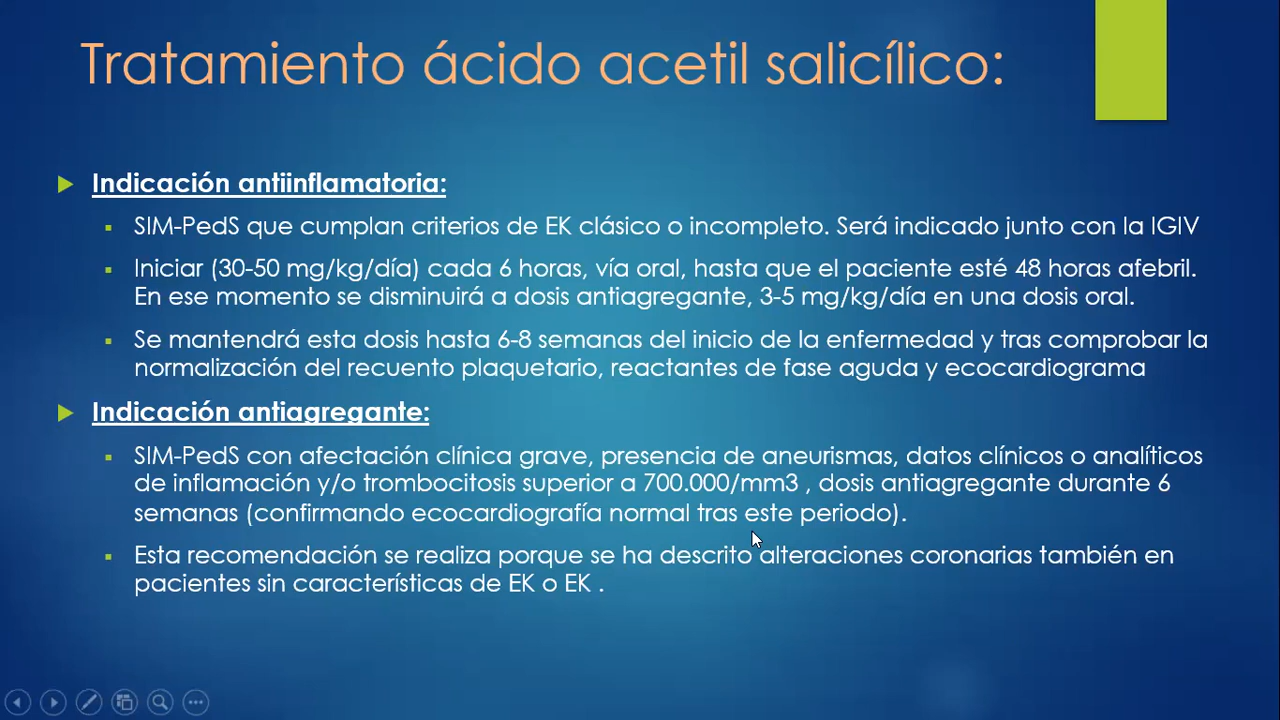 Tratamiento ácido acetil salicílico:
Indicación antiinflamatoria:
SIM-PedS que cumplan criterios de EK clásico o incompleto. Será indicado junto con la IGIV
Iniciar (30-50 mg/kg/día) cada 6 horas, vía oral, hasta que el paciente esté 48 horas afebril.
En ese momento se disminuirá a dosis antiagregante, 3-5 mg/kg/día en una dosis oral.
Se mantendrá esta dosis hasta 6-8 semanas del inicio de la enfermedad y tras comprobar la
normalización del recuento plaquetario, reactantes de fase aguda y ecocardiograma
Indicación antiagregante:
SIM-PedS con afectación clínica grave, presencia de aneurismas, datos clínicos o analíticos
de inflamación y/o trombocitosis superior a 700.000/mm3 , dosis antiagregante durante 6
semanas (confirmando ecocardiografía normal tras este periodo).
Esta recomendación se realiza porque se ha descrito alteraciones coronarias también en
pacientes sin características de EK o EK .